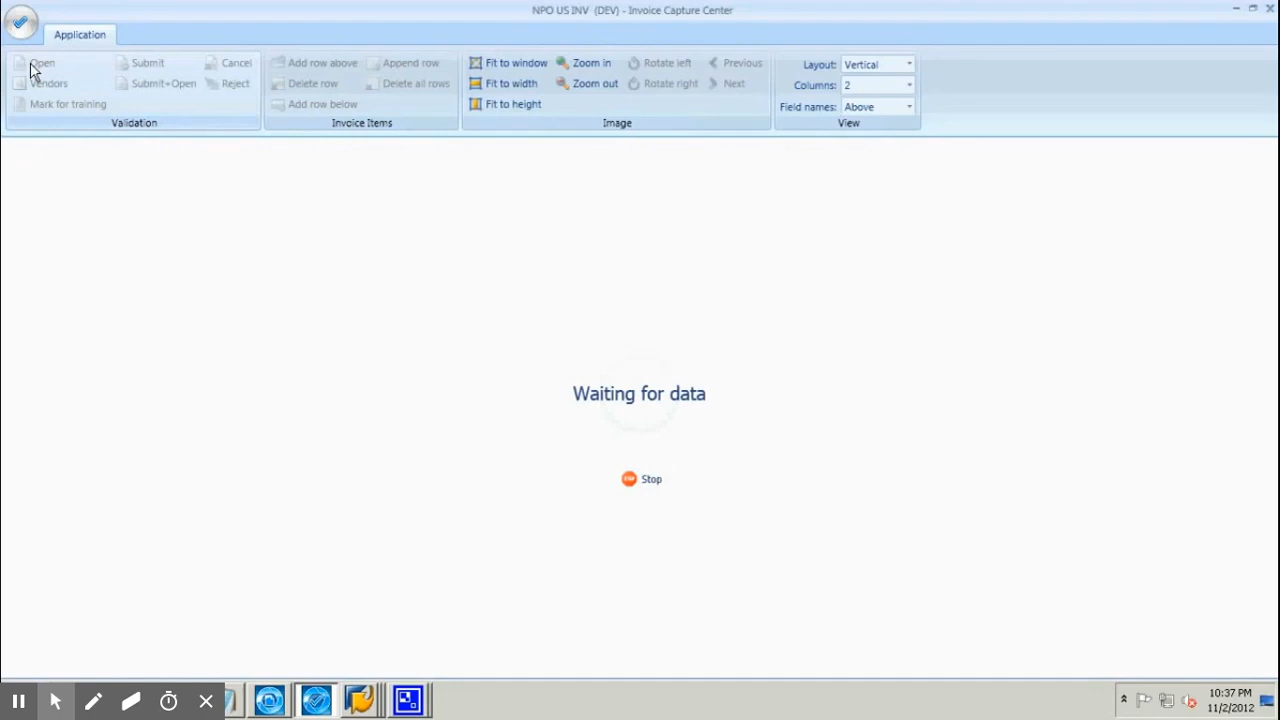 NPO US INV (DEV) - Invoice Capture Center
Application
Open
Submit
Cancel
Vendors
Submit+Open
Reject
Mark for training
Validation
Add row above
Append row
Delete row
Delete all rows
Add row below
Invoice Items
Fit to window
Zoom in
Rotate left
Previous
Fit to width
Zoom out
Rotate right
Next
Fit to height
Image
Layout: Vertical
Columns: 2
Field names: Above
View
Waiting for data
Stop
10:37 PM
11/2/2012